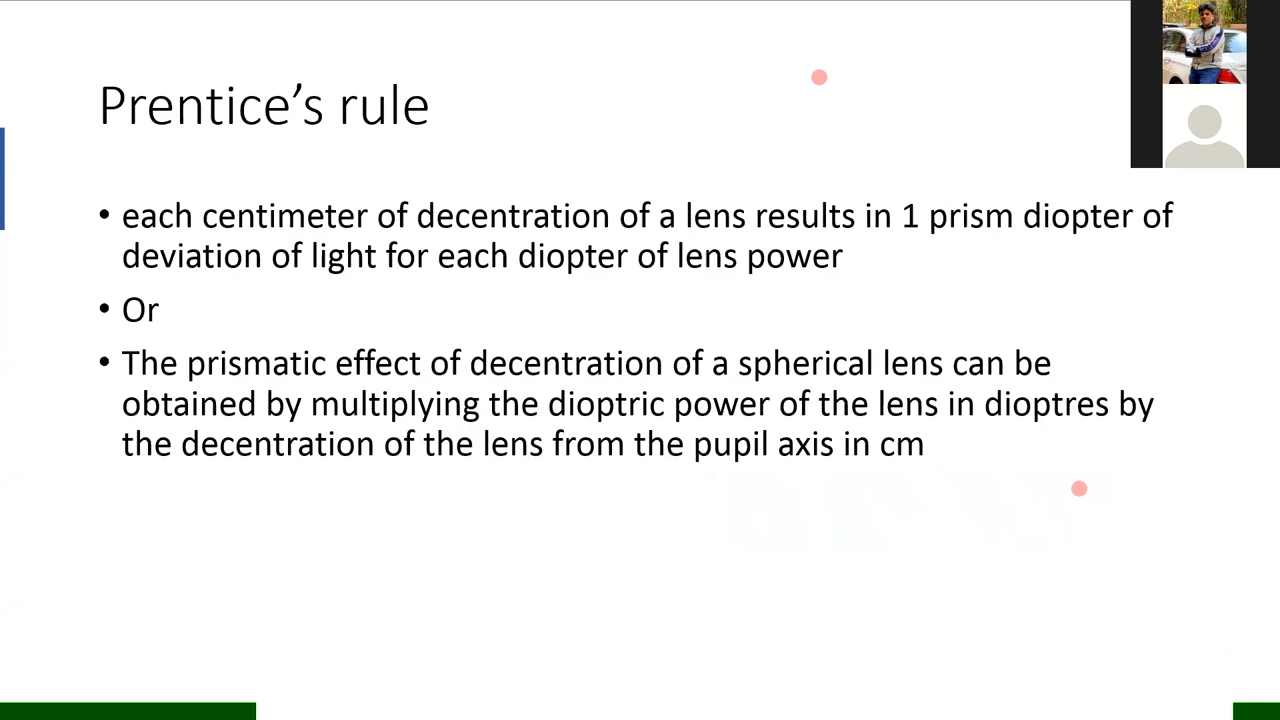 Prentice’s rule
• each centimeter of decentration of a lens results in 1 prism diopter of
deviation of light for each diopter of lens power
• Or
• The prismatic effect of decentration of a spherical lens can be
obtained by multiplying the dioptric power of the lens in dioptres by
the decentration of the lens from the pupil axis in cm